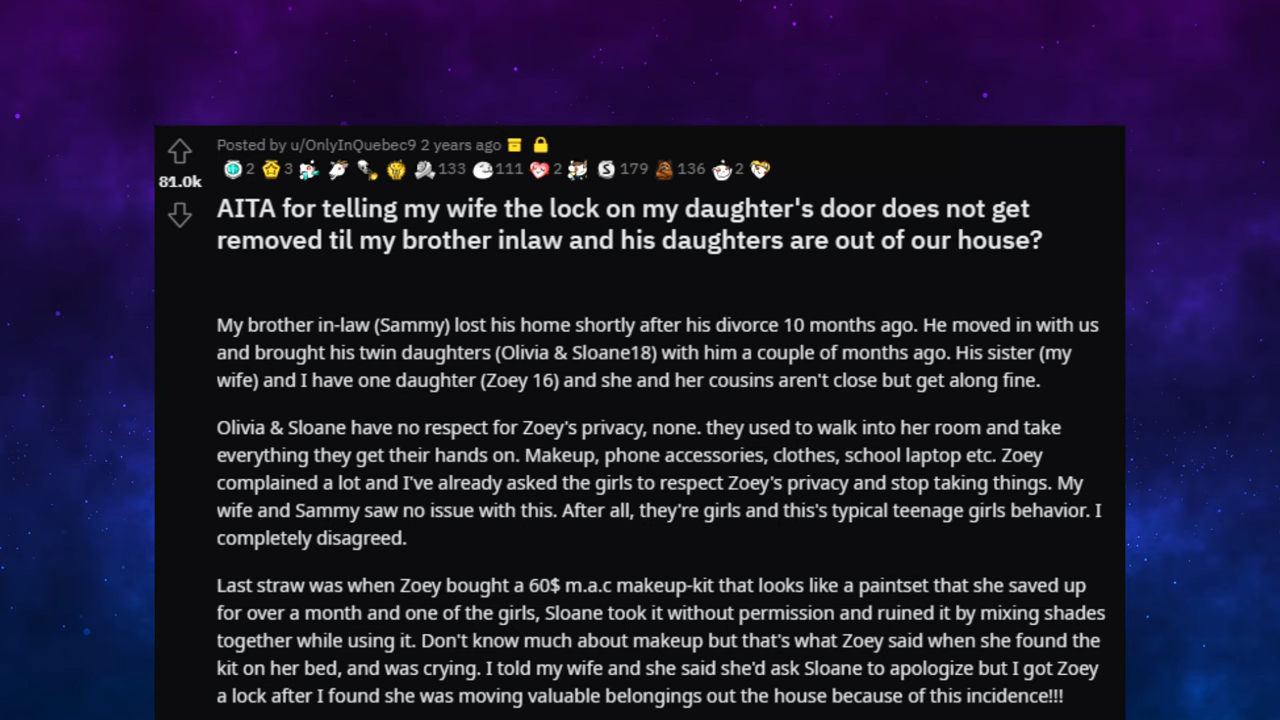 Posted by u/OnlyInQuebec9 2 years ago
2 3 133 111 2 S 179 136 2
81.0k
AITA for telling my wife the lock on my daughter's door does not get
removed til my brother inlaw and his daughters are out of our house?
My brother in-law (Sammy) lost his home shortly after his divorce 10 months ago. He moved in with us
and brought his twin daughters (Olivia & Sloane18) with him a couple of months ago. His sister (my
wife) and I have one daughter (Zoey 16) and she and her cousins aren't close but get along fine.
Olivia & Sloane have no respect for Zoey's privacy, none. they used to walk into her room and take
everything they get their hands on. Makeup, phone accessories, clothes, school laptop etc. Zoey
complained a lot and I've already asked the girls to respect Zoey's privacy and stop taking things. My
wife and Sammy saw no issue with this. After all, they're girls and this's typical teenage girls behavior. I
completely disagreed.
Last straw was when Zoey bought a 60$ m.a.c makeup-kit that looks like a paintset that she saved up
for over a month and one of the girls, Sloane took it without permission and ruined it by mixing shades
together while using it. Don't know much about makeup but that's what Zoey said when she found the
kit on her bed, and was crying. I told my wife and she said she'd ask Sloane to apologize but I got Zoey
a lock after I found she was moving valuable belongings out the house because of this incidence!!!